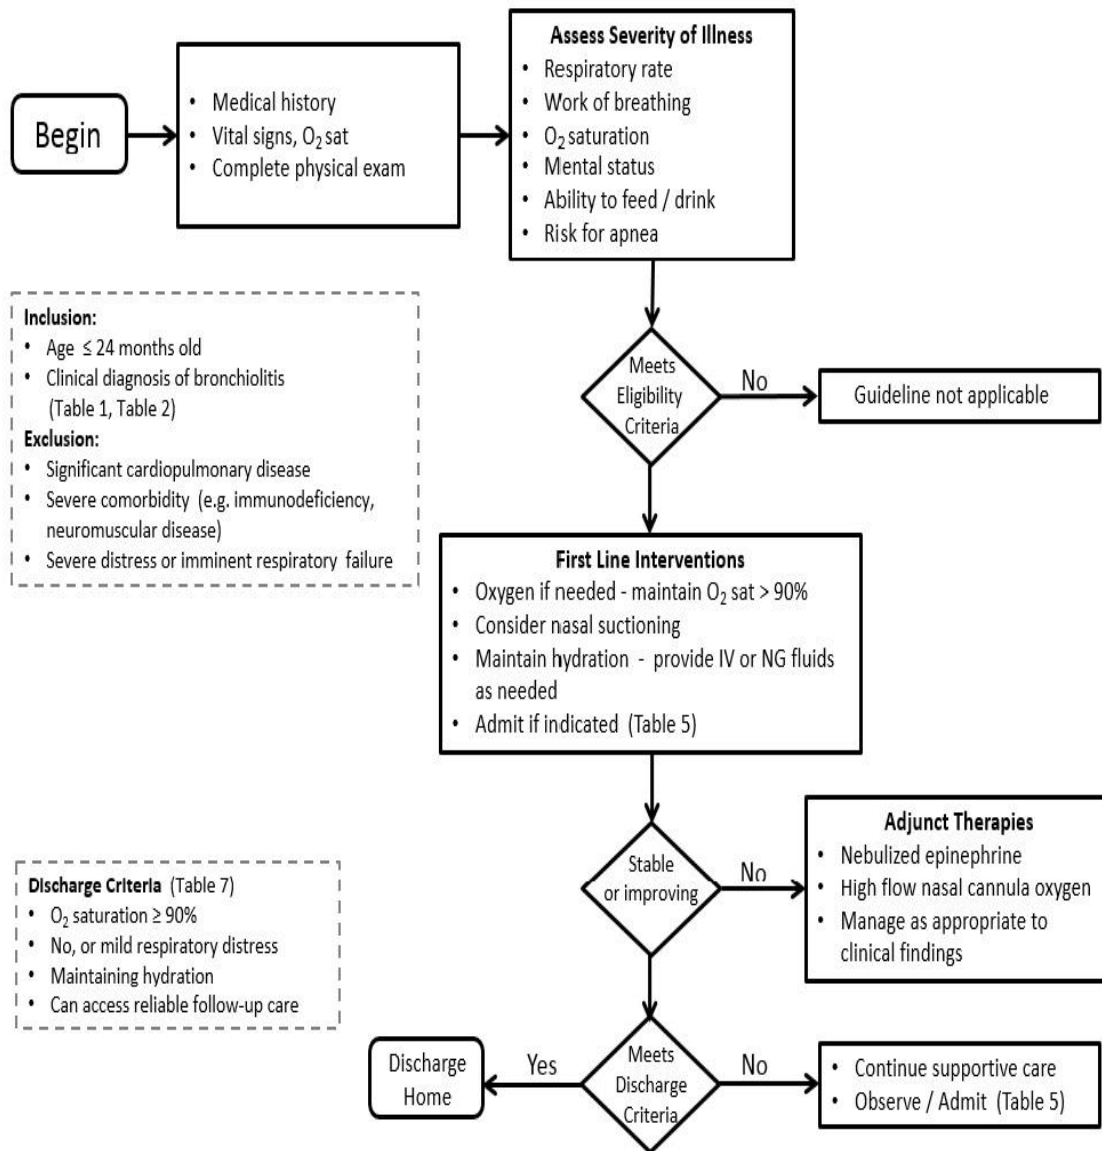 Begin
• Medical history
• Vital signs, O₂ sat
• Complete physical exam
Assess Severity of Illness
• Respiratory rate
• Work of breathing
• O₂ saturation
• Mental status
• Ability to feed / drink
• Risk for apnea
Inclusion:
• Age ≤ 24 months old
• Clinical diagnosis of bronchiolitis
(Table 1, Table 2)
Exclusion:
• Significant cardiopulmonary disease
• Severe comorbidity (e.g. immunodeficiency,
neuromuscular disease)
• Severe distress or imminent respiratory failure
Meets
Eligibility
Criteria
No
Guideline not applicable
First Line Interventions
• Oxygen if needed - maintain O₂ sat > 90%
• Consider nasal suctioning
• Maintain hydration - provide IV or NG fluids
as needed
• Admit if indicated (Table 5)
Stable
or improving
No
Adjunct Therapies
• Nebulized epinephrine
• High flow nasal cannula oxygen
• Manage as appropriate to
clinical findings
Discharge Criteria (Table 7)
• O₂ saturation ≥ 90%
• No, or mild respiratory distress
• Maintaining hydration
• Can access reliable follow-up care
Meets
Discharge
Criteria
Yes
Discharge
Home
No
• Continue supportive care
• Observe / Admit (Table 5)